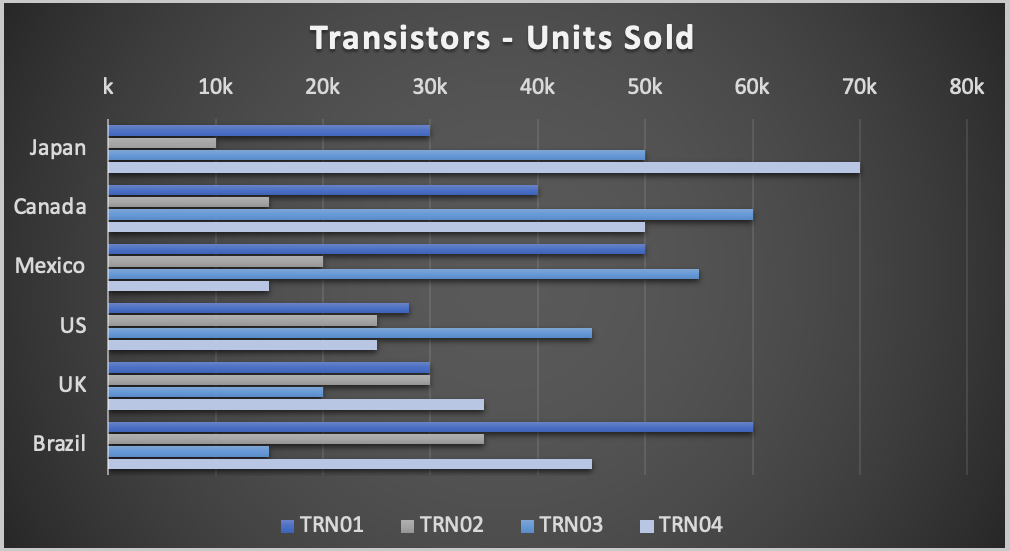 Transistors - Units Sold
k 10k 20k 30k 40k 50k 60k 70k 80k
Japan
Canada
Mexico
US
UK
Brazil
TRN01 TRN02 TRN03 TRN04